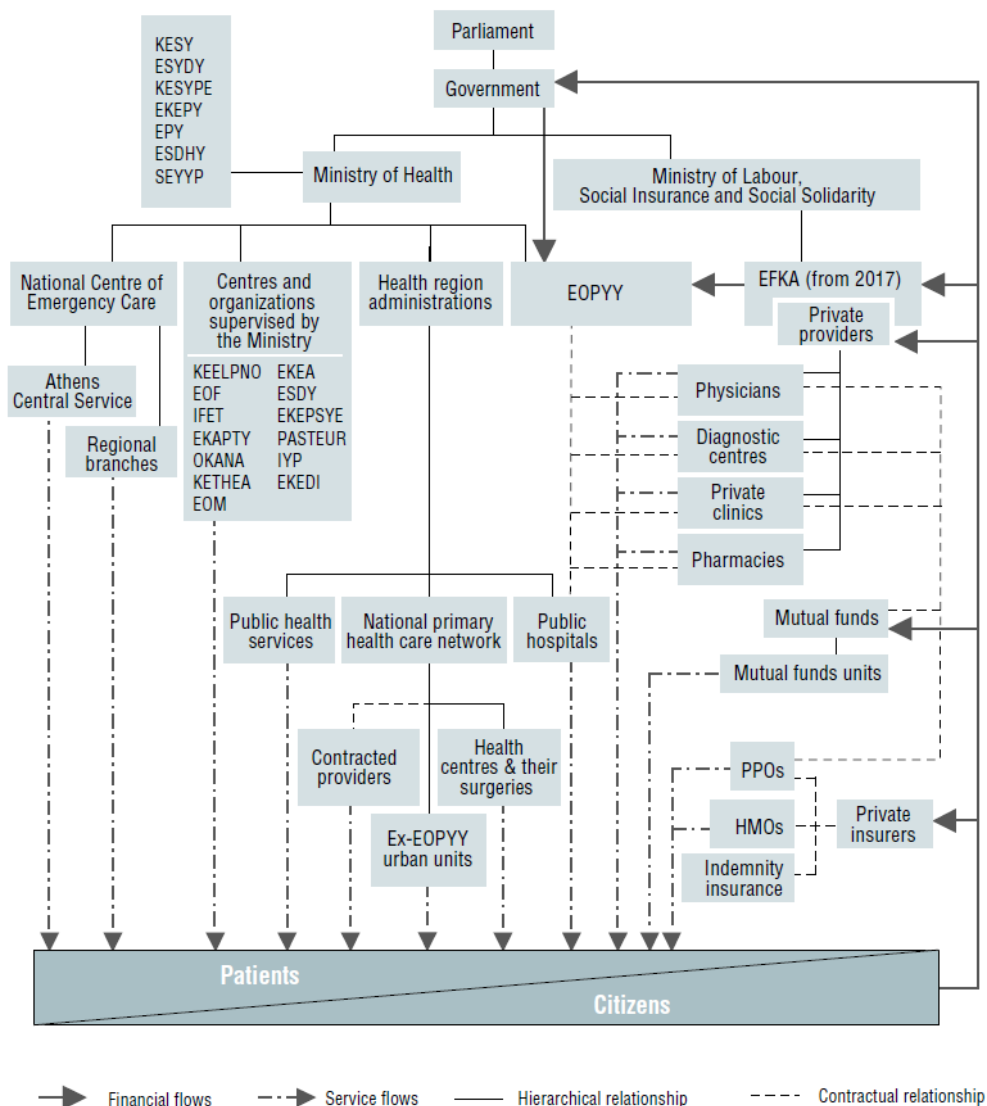 Parliament
Government
KESY
ESYDY
KESYPE
EKEPY
EPY
ESDHY
SEYYP
Ministry of Health
Ministry of Labour,
Social Insurance and Social Solidarity
National Centre of
Emergency Care
Athens
Central Service
Regional
branches
Centres and
organizations
supervised by
the Ministry
KEELPNO EKEA
EOF ESDY
IFET EKEPSYE
EKAPTY PASTEUR
OKANA IYP
KETHEA EKEDI
EOM
Health region
administrations
EOPYY
EFKA (from 2017)
Private
providers
Physicians
Diagnostic
centres
Private
clinics
Pharmacies
Public health
services
National primary
health care network
Public
hospitals
Mutual funds
Mutual funds units
Contracted
providers
Health
centres & their
surgeries
Ex-EOPYY
urban units
PPOs
HMOs
Indemnity
insurance
Private
insurers
Patients
Citizens
Financial flows
Service flows
Hierarchical relationship
Contractual relationship